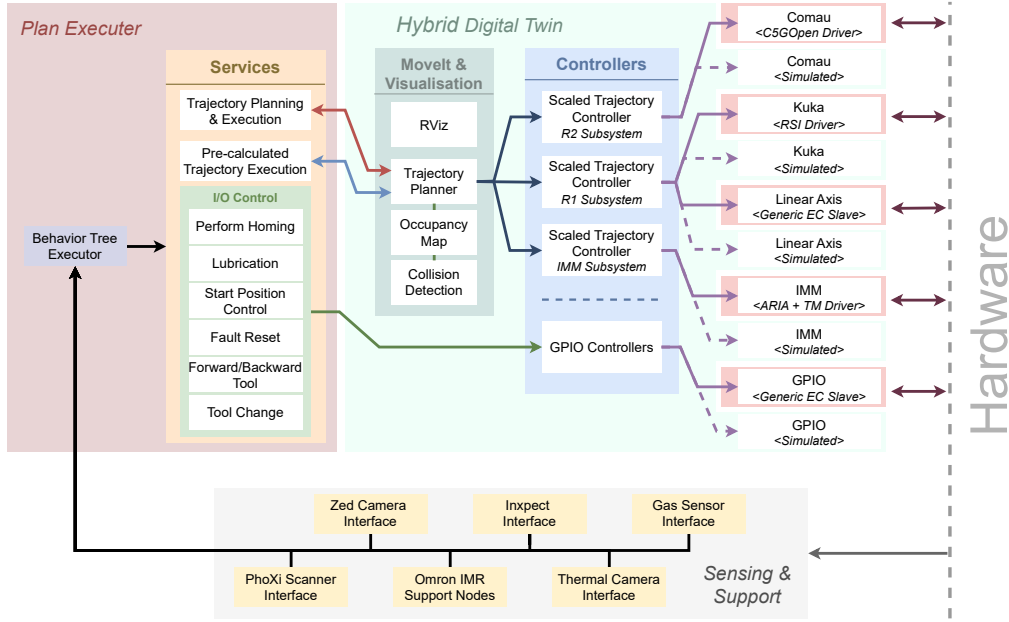 Plan Executer
Services
Trajectory Planning
& Execution
Pre-calculated
Trajectory Execution
I/O Control
Perform Homing
Lubrication
Start Position
Control
Fault Reset
Forward/Backward
Tool
Tool Change
Behavior Tree
Executor
Hybrid Digital Twin
MoveIt &
Visualisation
RViz
Trajectory
Planner
Occupancy
Map
Collision
Detection
Controllers
Scaled Trajectory
Controller
R2 Subsystem
Scaled Trajectory
Controller
R1 Subsystem
Scaled Trajectory
Controller
IMM Subsystem
GPIO Controllers
Comau
<C5GOpen Driver>
Comau
<Simulated>
Kuka
<RSI Driver>
Kuka
<Simulated>
Linear Axis
<Generic EC Slave>
Linear Axis
<Simulated>
IMM
<ARIA + TM Driver>
IMM
<Simulated>
GPIO
<Generic EC Slave>
GPIO
<Simulated>
Hardware
Zed Camera
Interface
Inxpect
Interface
Gas Sensor
Interface
PhoXi Scanner
Interface
Omron IMR
Support Nodes
Thermal Camera
Interface
Sensing &
Support